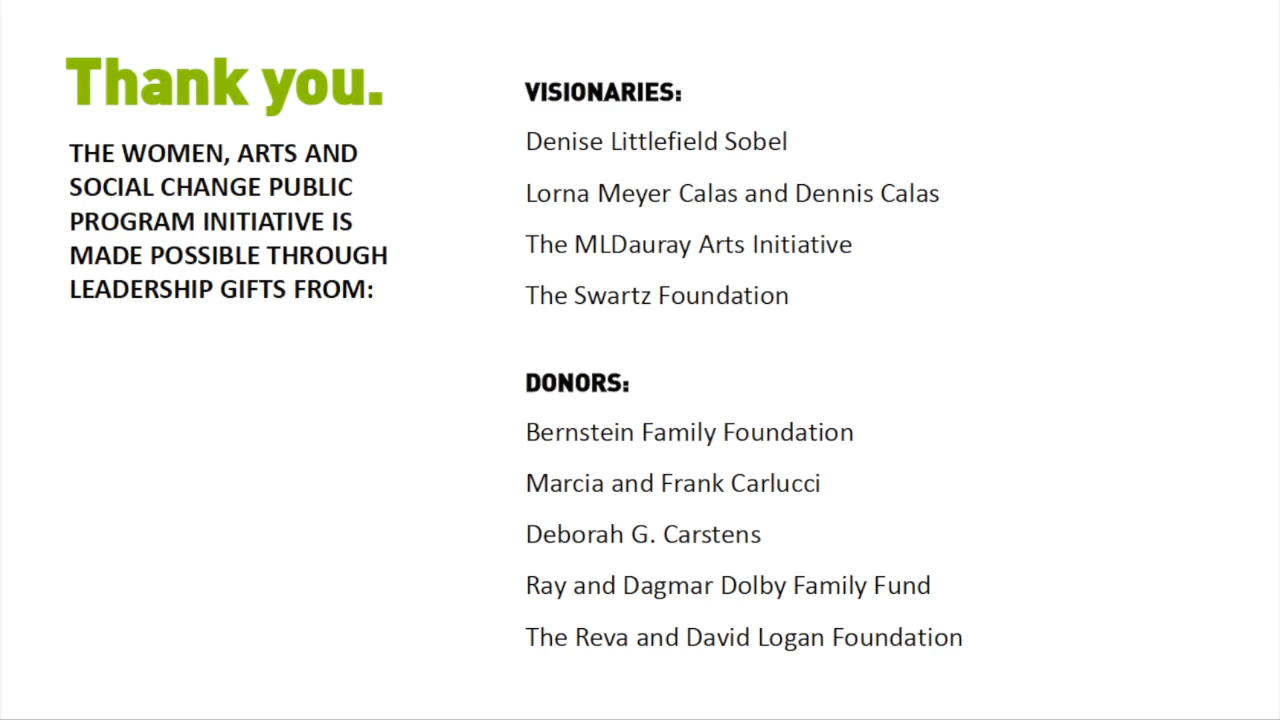 Thank you.
THE WOMEN, ARTS AND
SOCIAL CHANGE PUBLIC
PROGRAM INITIATIVE IS
MADE POSSIBLE THROUGH
LEADERSHIP GIFTS FROM:
VISIONARIES:
Denise Littlefield Sobel
Lorna Meyer Calas and Dennis Calas
The MLDauray Arts Initiative
The Swartz Foundation
DONORS:
Bernstein Family Foundation
Marcia and Frank Carlucci
Deborah G. Carstens
Ray and Dagmar Dolby Family Fund
The Reva and David Logan Foundation